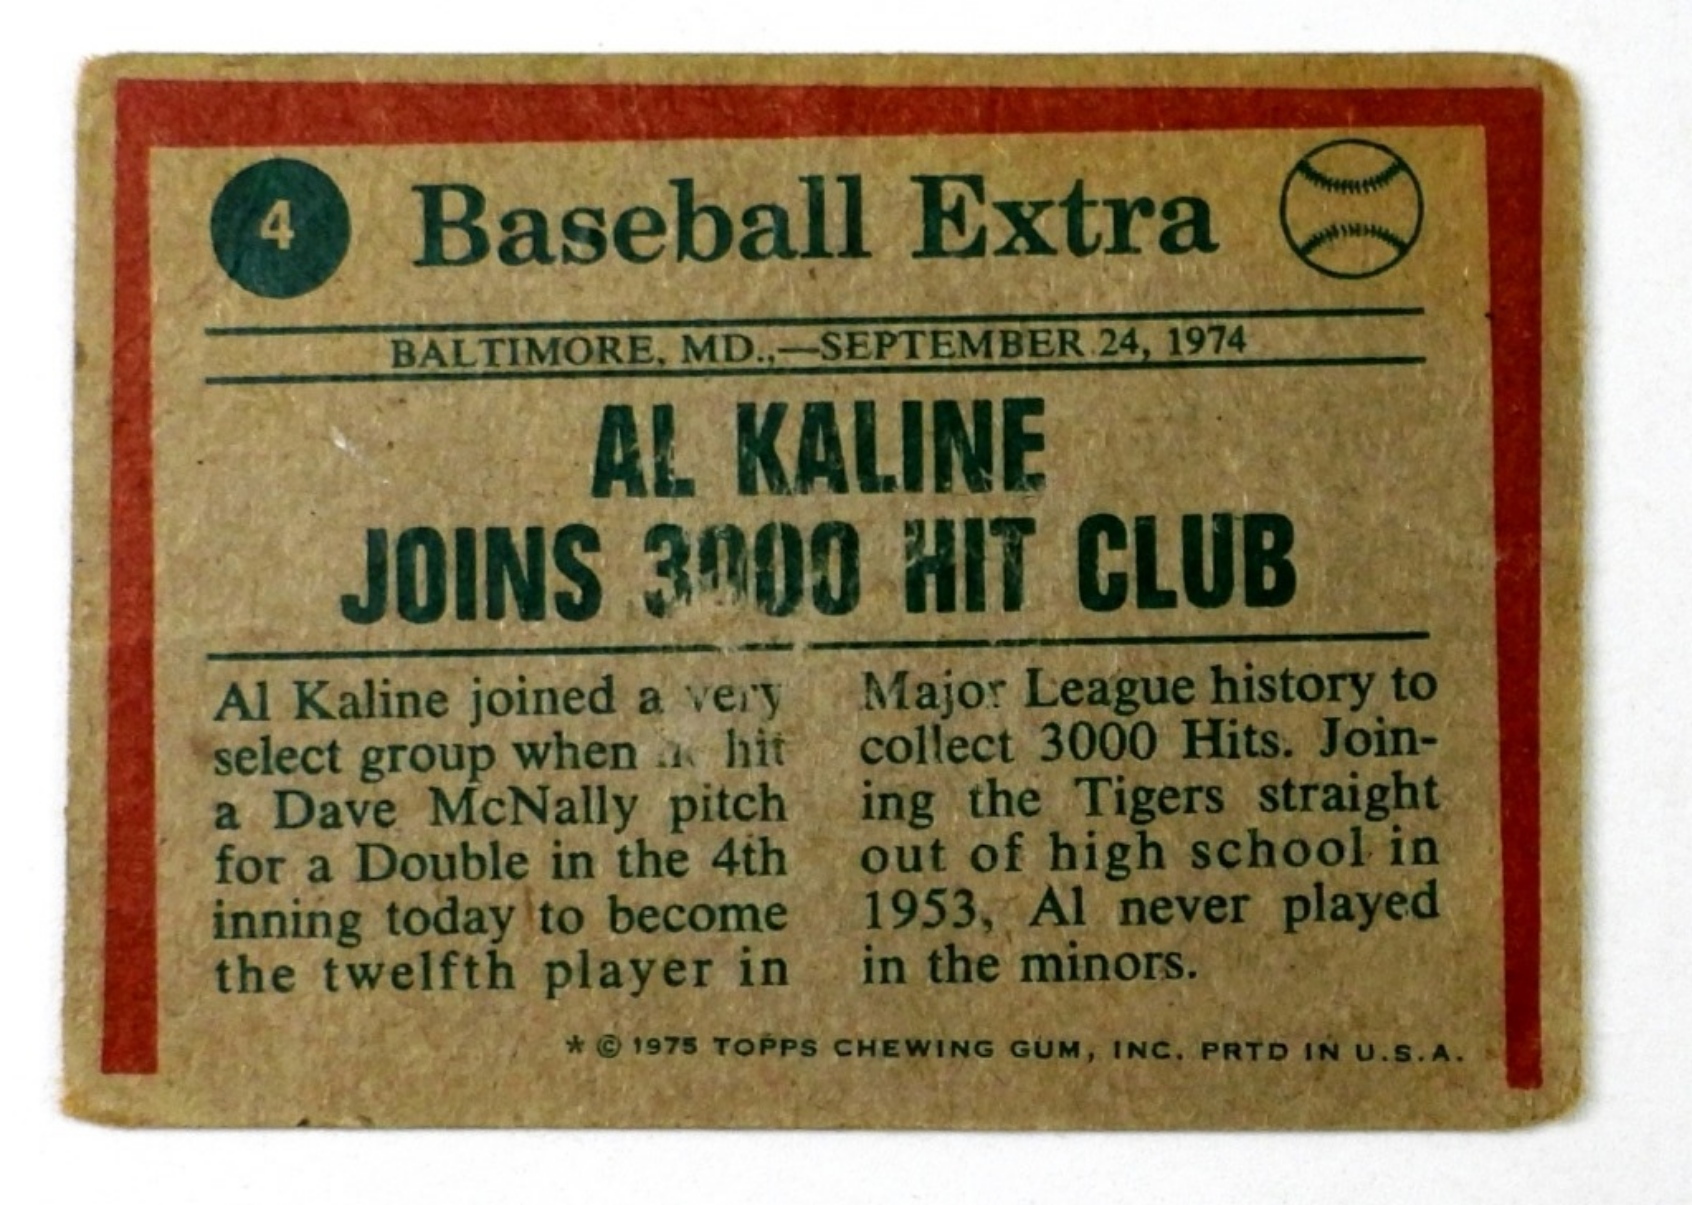 4 Baseball Extra
BALTIMORE, MD.,—SEPTEMBER 24, 1974
AL KALINE
JOINS 3000 HIT CLUB
Al Kaline joined a very
select group when hit
a Dave McNally pitch
for a Double in the 4th
inning today to become
the twelfth player in
Major League history to
collect 3000 Hits. Join-
ing the Tigers straight
out of high school in
1953, Al never played
in the minors.
* © 1975 TOPPS CHEWING GUM, INC. PRTD IN U.S.A.